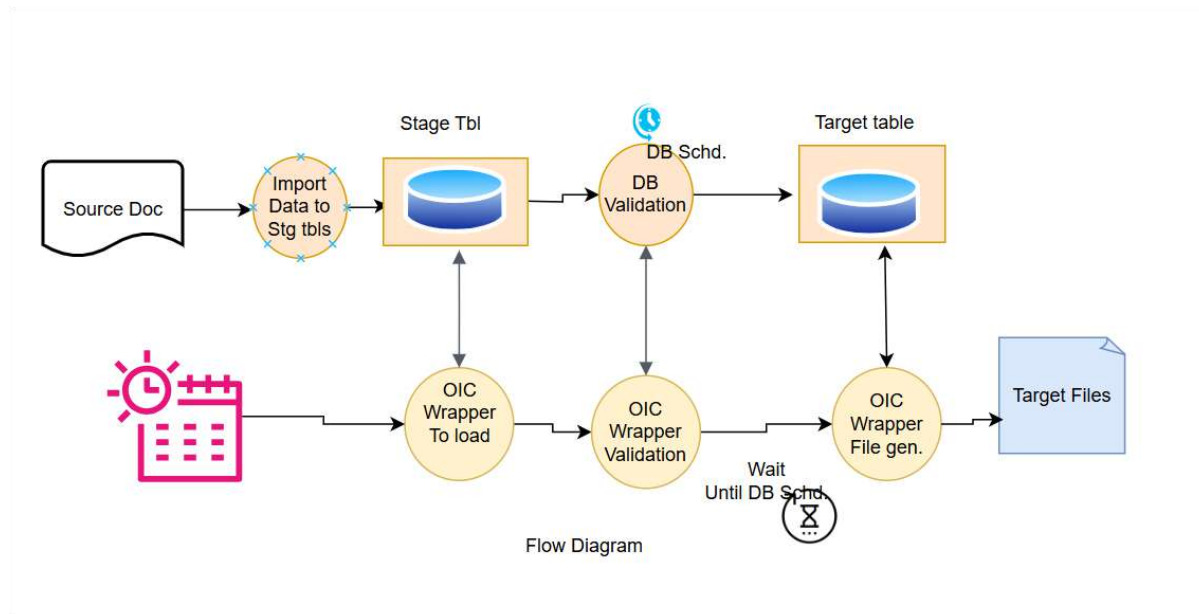 Stage Tbl
Target table
DB Schd.
Source Doc
Import
Data to
Stg tbls
DB
Validation
OIC
Wrapper
To load
OIC
Wrapper
Validation
OIC
Wrapper
File gen.
Target Files
Wait
Until DB Schd.
Flow Diagram